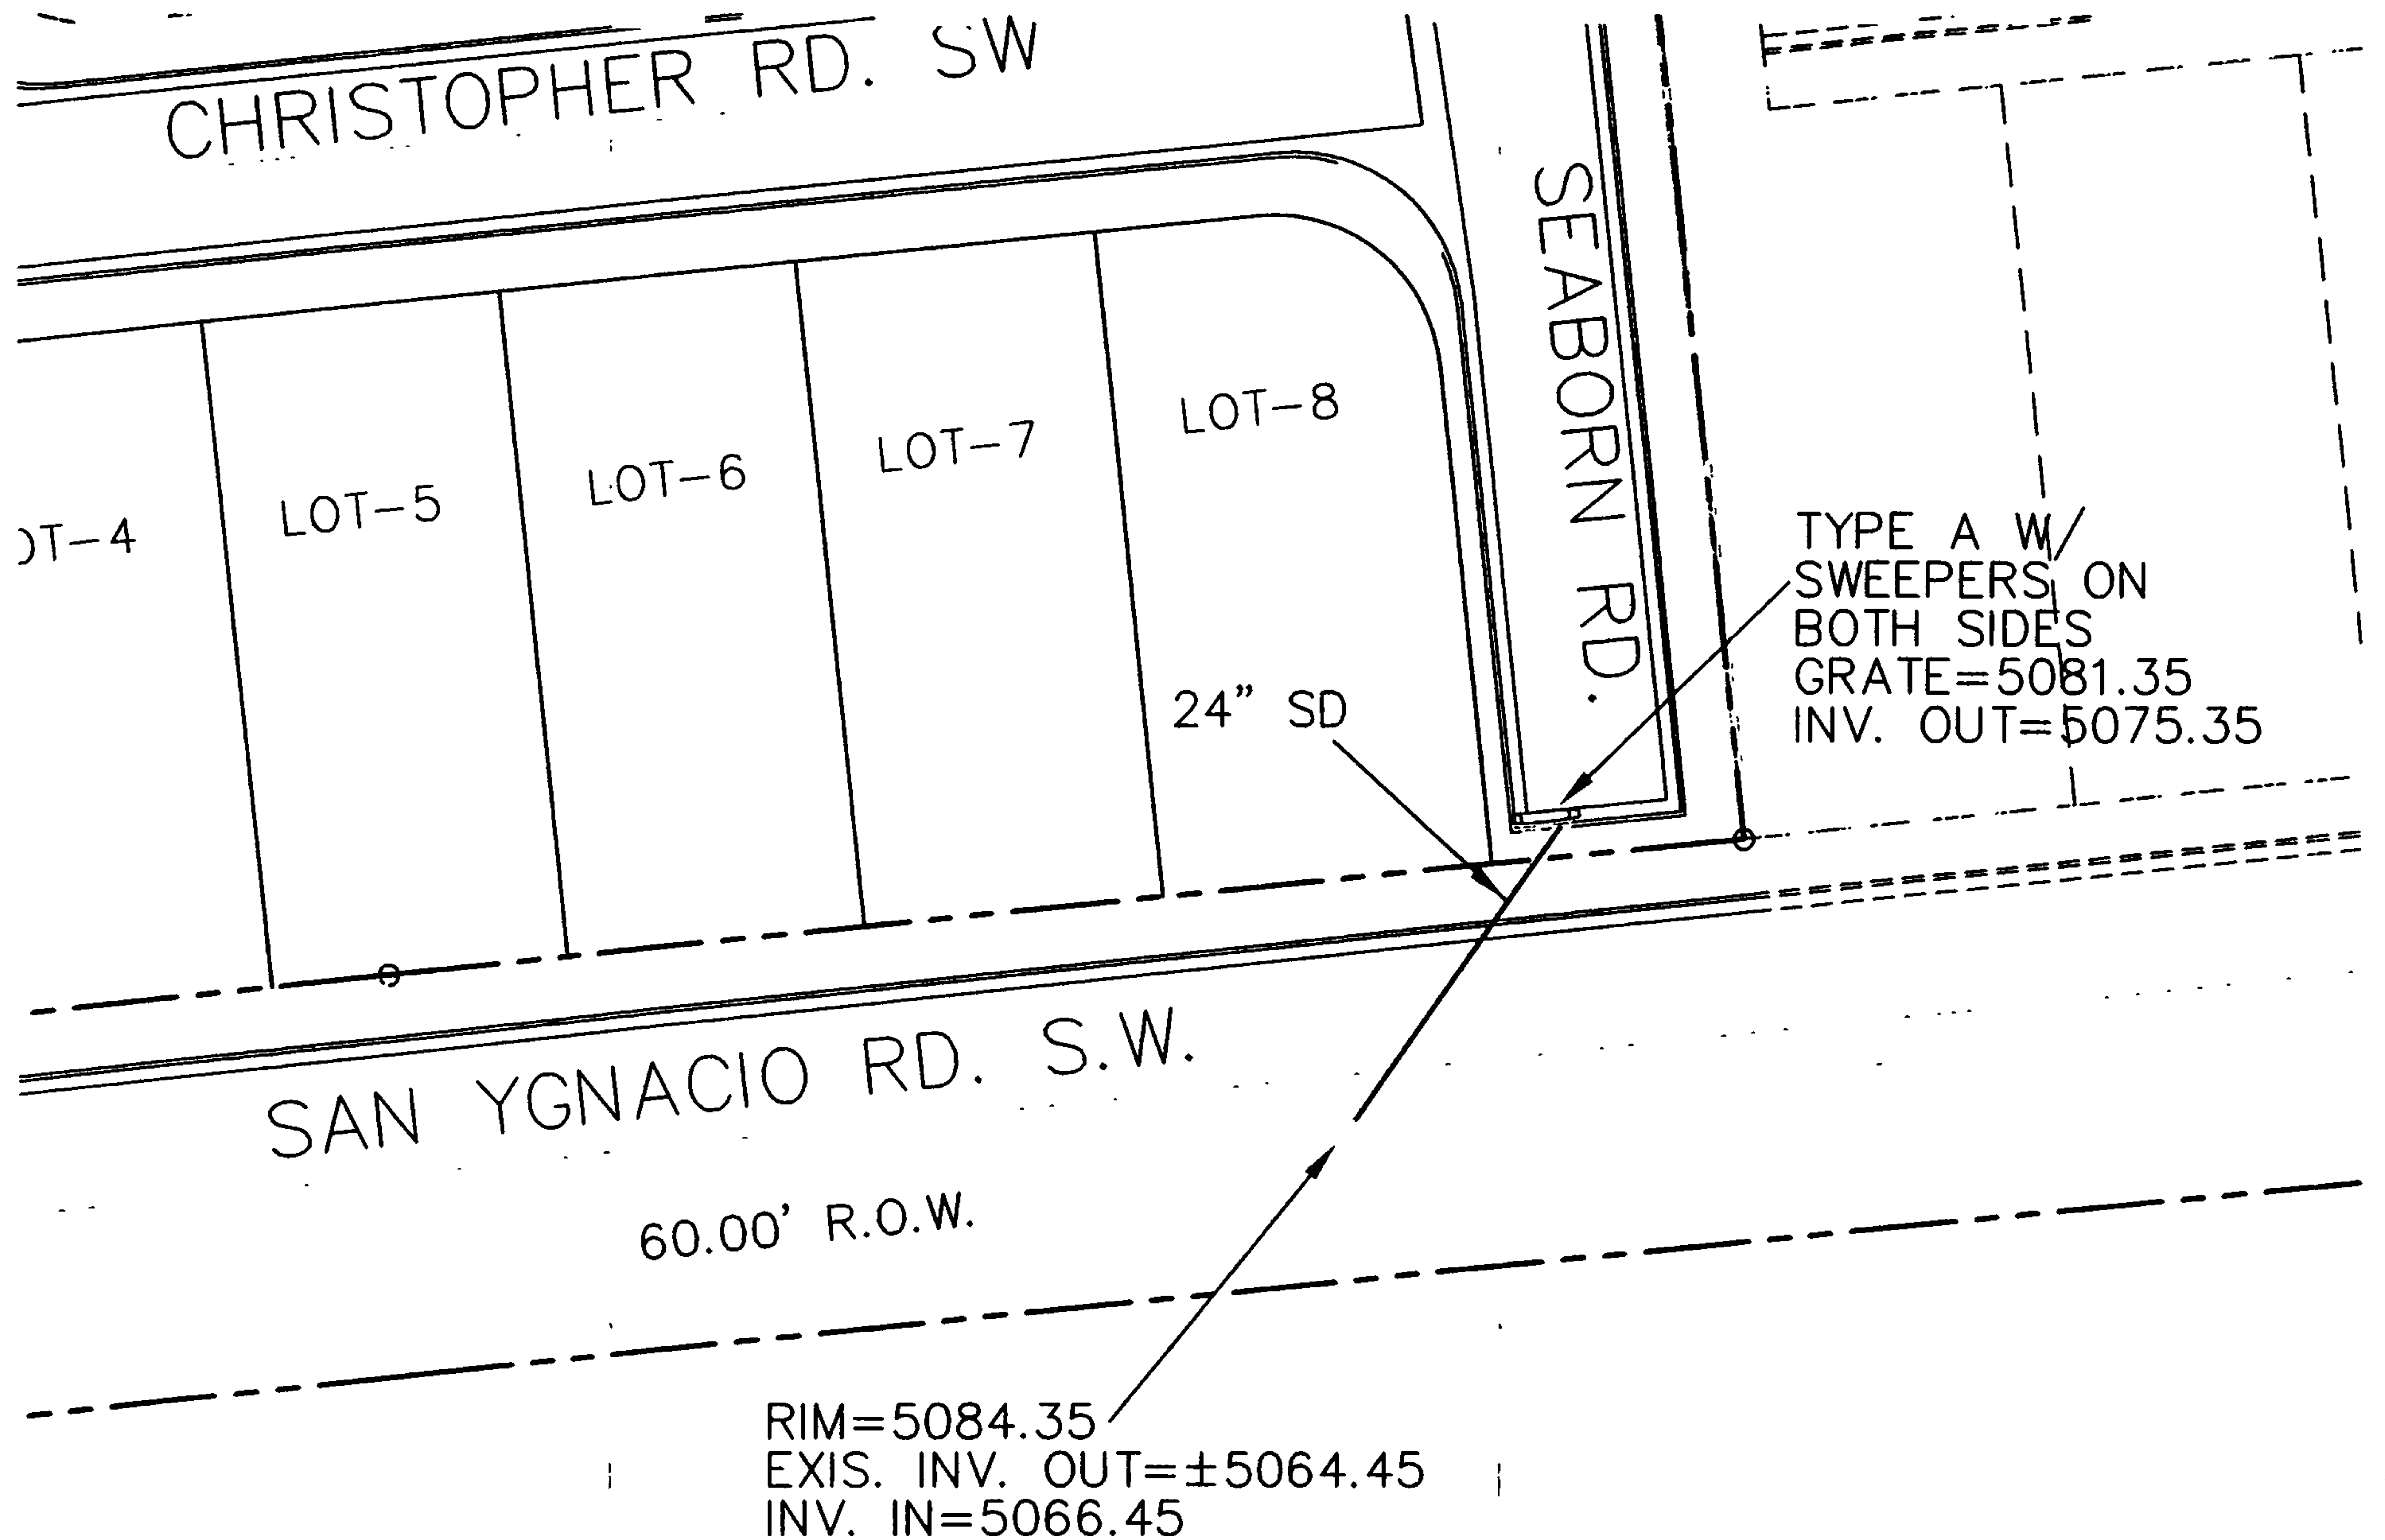 CHRISTOPHER RD. SW
SEABORN RD.
LOT-8
LOT-7
LOT-6
LOT-5
OT-4
TYPE A W/
SWEEPERS ON
BOTH SIDES
GRATE=5081.35
INV. OUT=5075.35
24" SD
SAN YGNACIO RD. S.W.
60.00' R.O.W.
RIM=5084.35
EXIS. INV. OUT=±5064.45
INV. IN=5066.45